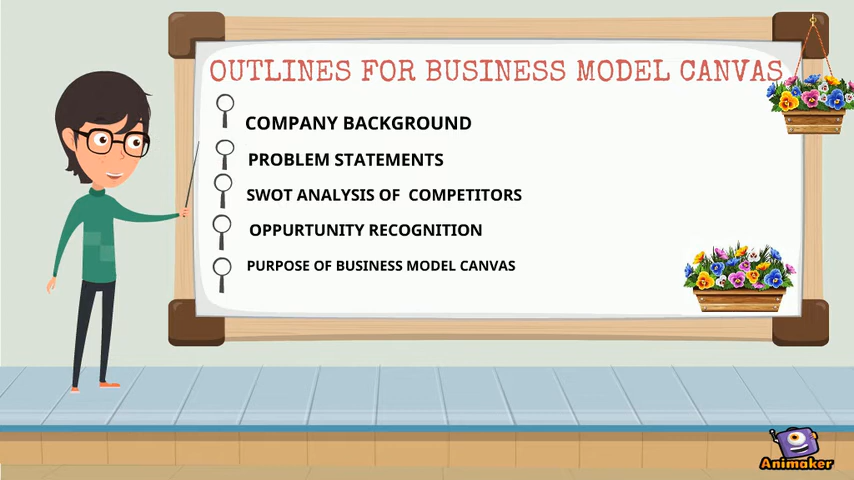 OUTLINES FOR BUSINESS MODEL CANVAS
COMPANY BACKGROUND
PROBLEM STATEMENTS
SWOT ANALYSIS OF COMPETITORS
OPPURTUNITY RECOGNITION
PURPOSE OF BUSINESS MODEL CANVAS
Animaker